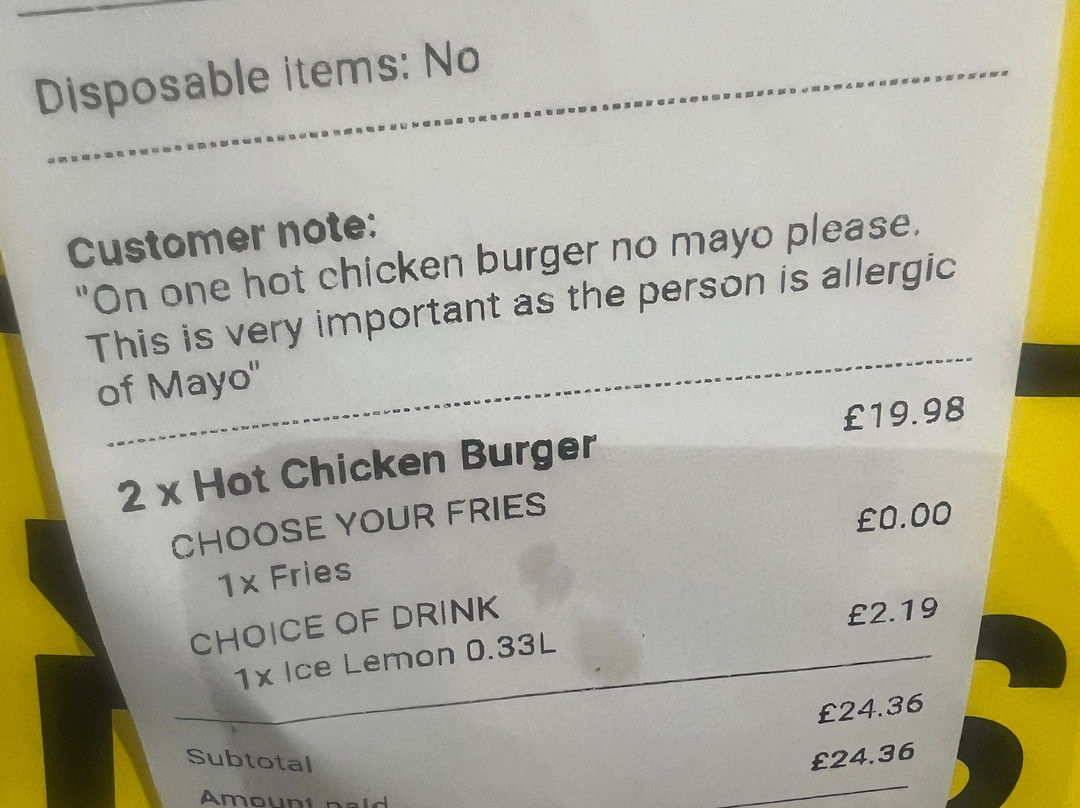 Disposable items: No
Customer note:
"On one hot chicken burger no mayo please.
This is very important as the person is allergic
of Mayo"
2 x Hot Chicken Burger £19.98
CHOOSE YOUR FRIES
1x Fries £0.00
CHOICE OF DRINK
1x Ice Lemon 0.33L £2.19
Subtotal £24.36
Amount paid £24.36